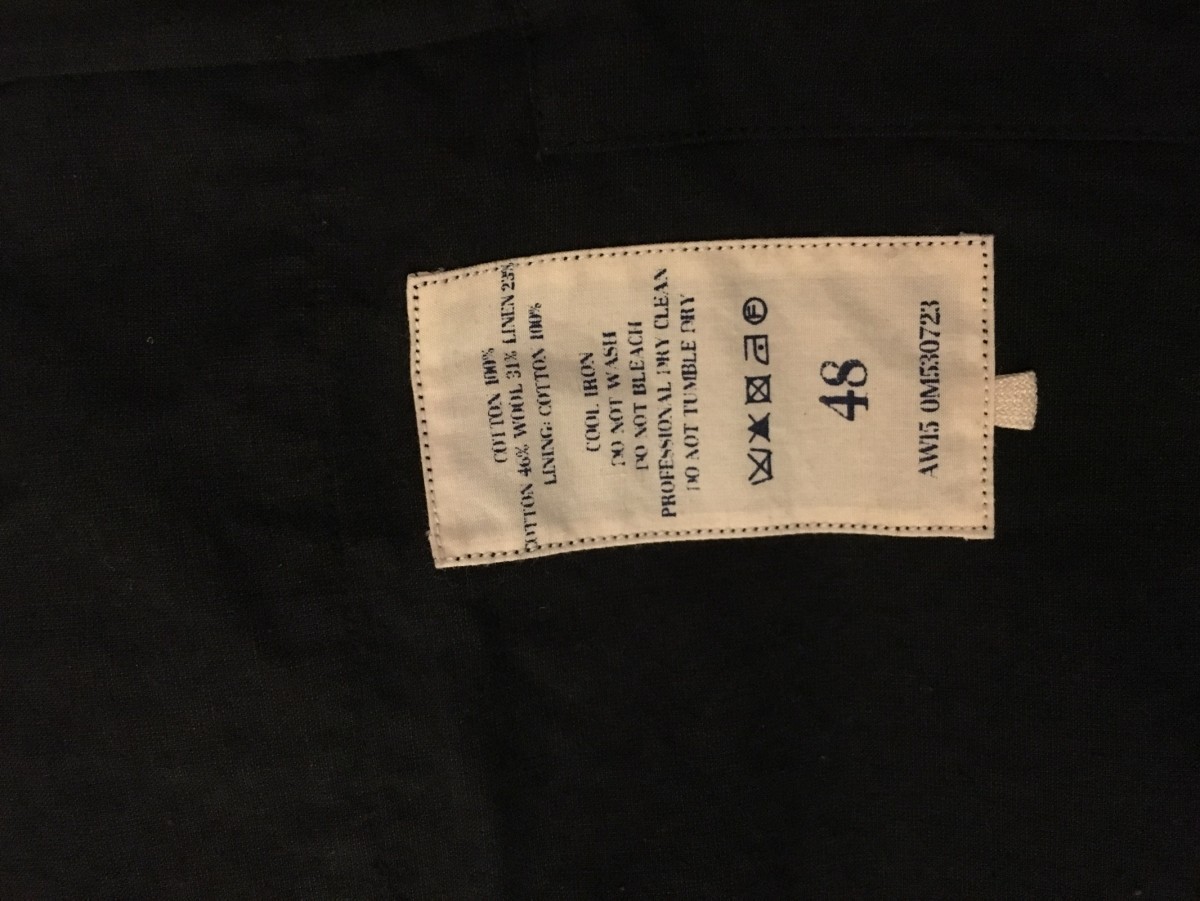 COTTON 100%
COTTON 46% WOOL 31% LINEN 23%
LINING: COTTON 100%
COOL IRON
DO NOT WASH
DO NOT BLEACH
PROFESSIONAL DRY CLEAN
DO NOT TUMBLE DRY
F
48
AW15 OM530723